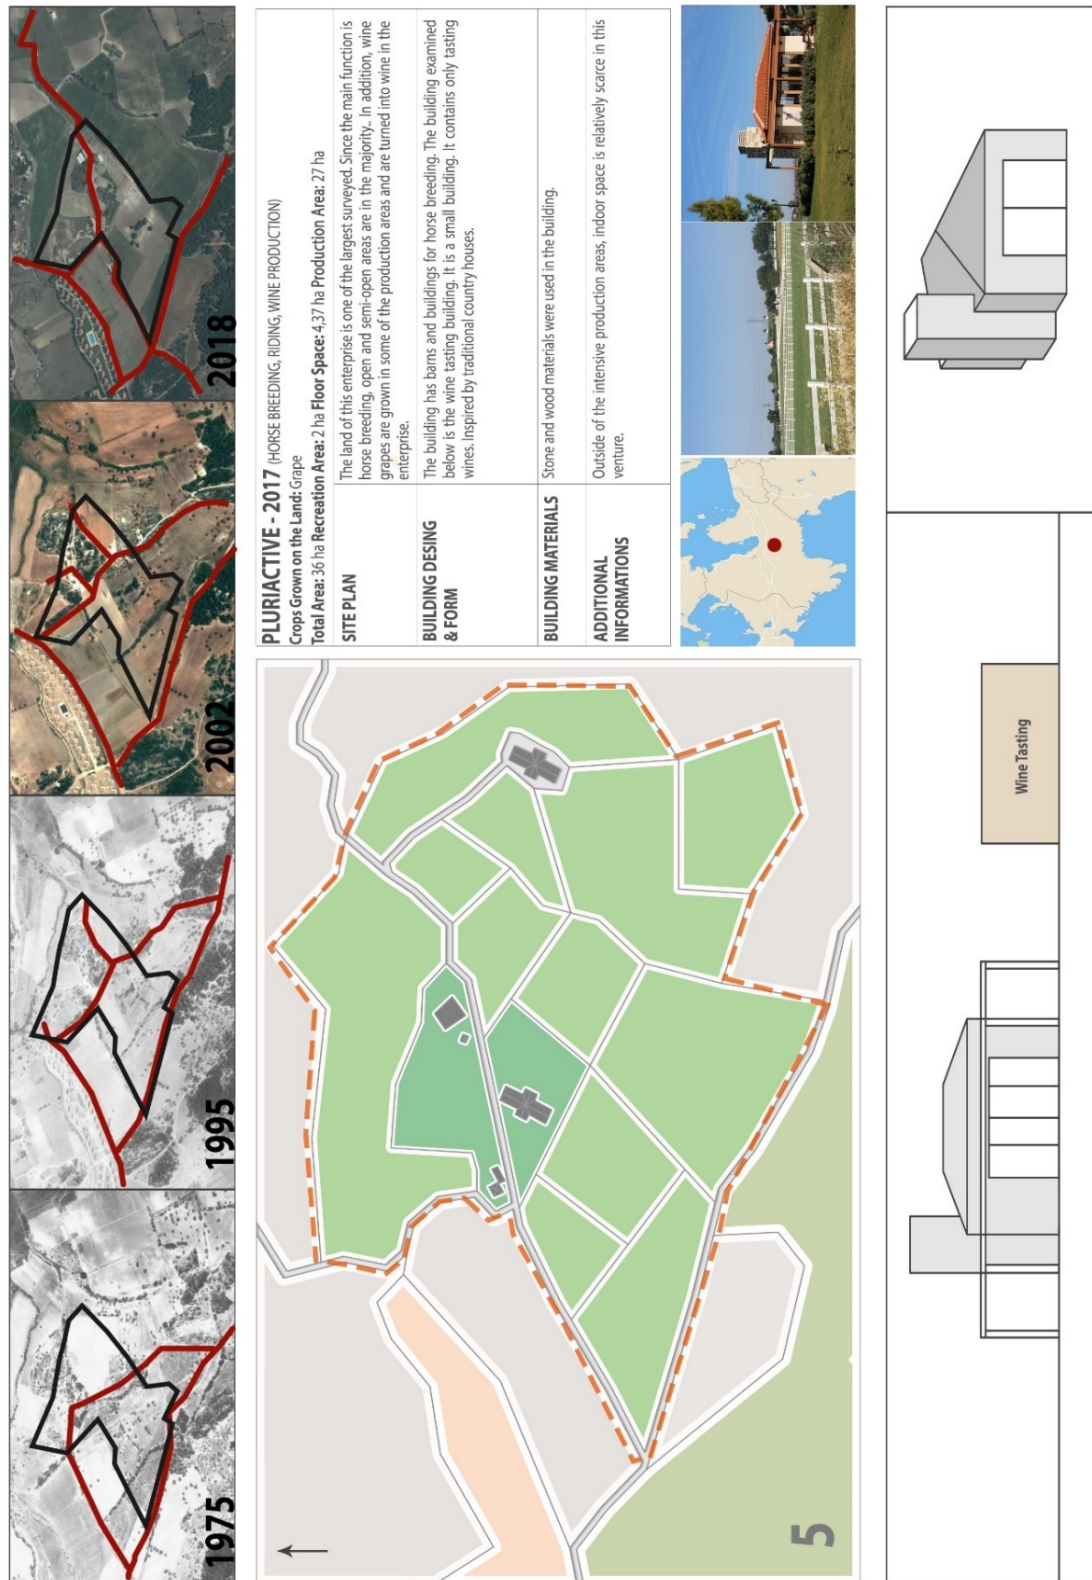 1975
1995
2002
2018
5
PLURIACTIVE - 2017 (HORSE BREEDING, RIDING, WINE PRODUCTION)
Crops Grown on the Land: Grape
Total Area: 36 ha Recreation Area: 2 ha Floor Space: 4,37 ha Production Area: 27 ha
SITE PLAN
The land of this enterprise is one of the largest surveyed. Since the main function is
horse breeding, open and semi-open areas are in the majority.. In addition, wine
grapes are grown in some of the production areas and are turned into wine in the
enterprise.
BUILDING DESING
& FORM
The building has barns and buildings for horse breeding. The building examined
below is the wine tasting building. It is a small building. It contains only tasting
wines. Inspired by traditional country houses.
BUILDING MATERIALS
Stone and wood materials were used in the building.
ADDITIONAL
INFORMATIONS
Outside of the intensive production areas, indoor space is relatively scarce in this
venture.
Wine Tasting